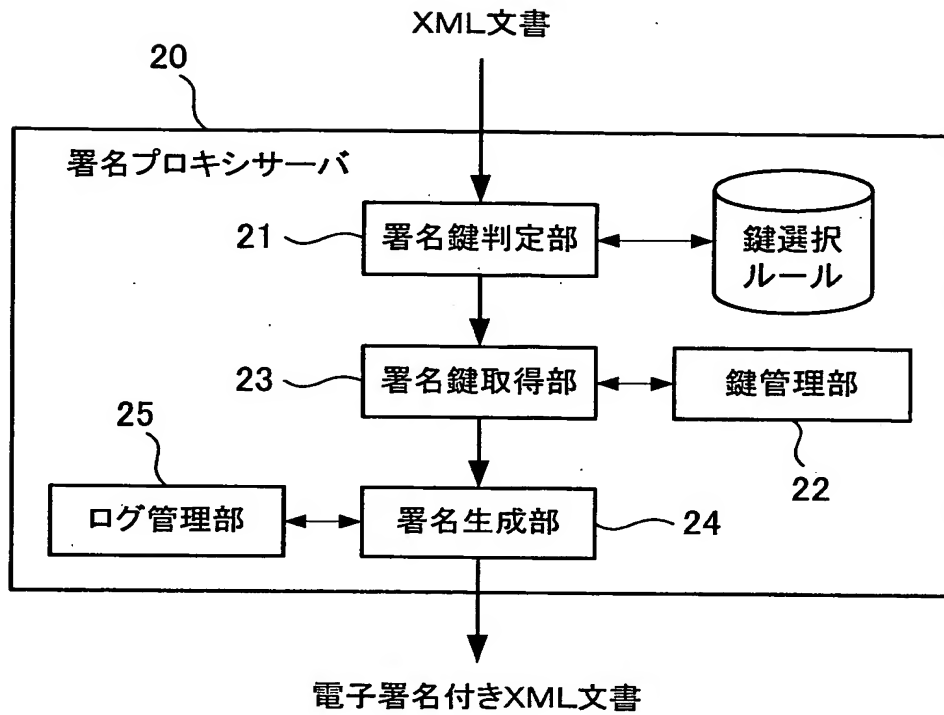 XML文書
20
署名プロキシサーバ
21
署名鍵判定部
鍵選択
ルール
23
署名鍵取得部
鍵管理部
25
22
ログ管理部
署名生成部
24
電子署名付きXML文書